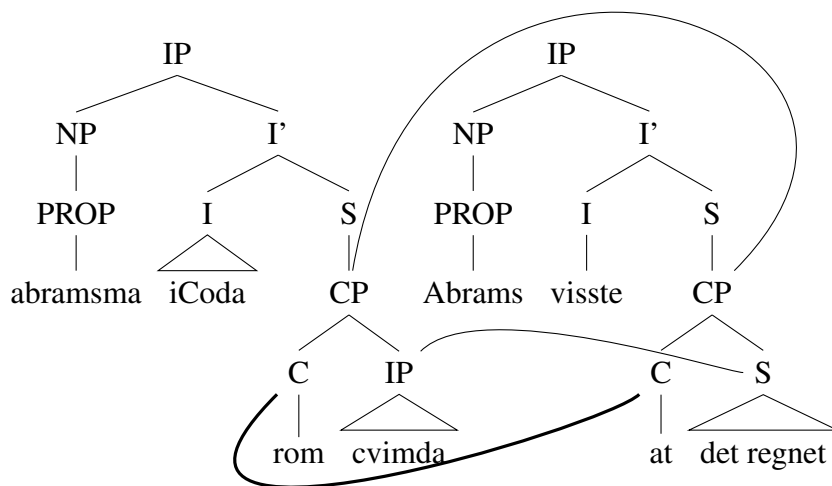 IP IP
NP I' NP I'
PROP I S PROP I S
abramsma iCoda CP Abrams visste CP
C IP C S
rom cvimda at det regnet